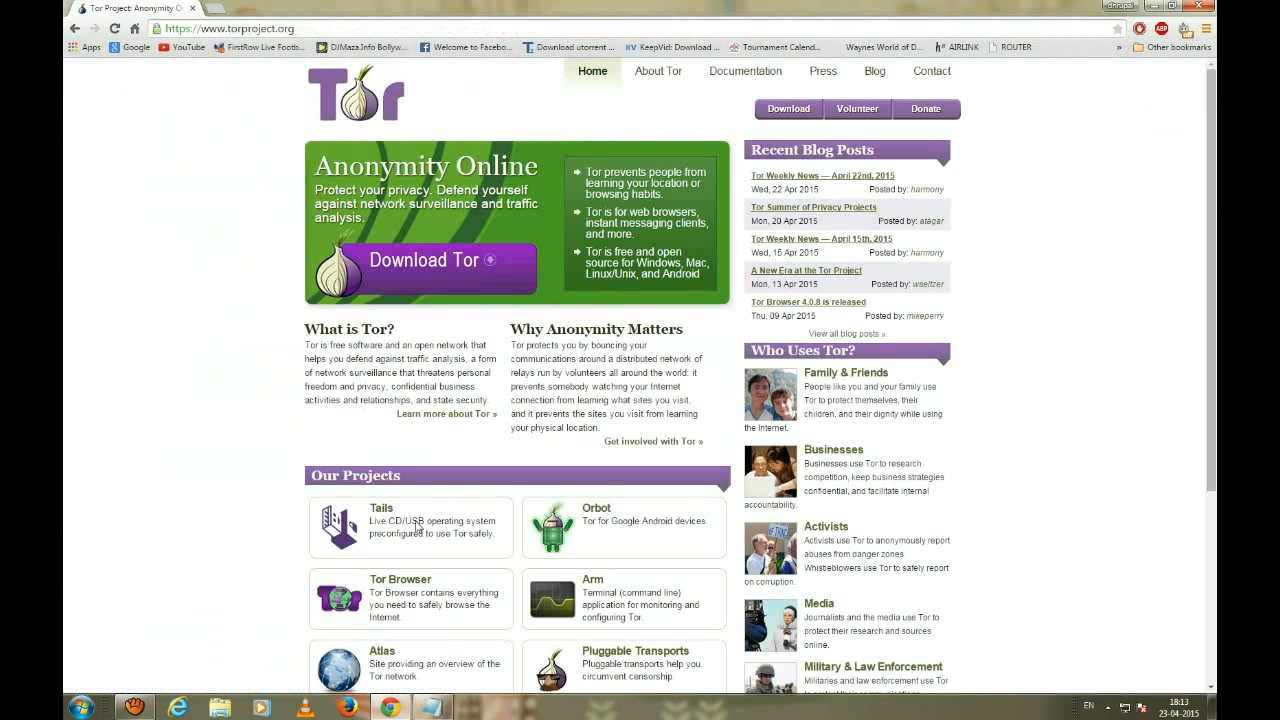 Tor Project: Anonymity O
dhrupal
https://www.torproject.org
Apps
Google
YouTube
FirstRow Live Footb...
DJMaza.Info Bollyw...
Welcome to Facebo...
Download utorrent ...
KV KeepVid: Download ...
Tournament Calend...
Waynes World of D...
AIRLINK
ROUTER
»
Other bookmarks
Tor
Home
About Tor
Documentation
Press
Blog
Contact
Download
Volunteer
Donate
Anonymity Online
Protect your privacy. Defend yourself
against network surveillance and traffic
analysis.
Download Tor
Tor prevents people from
learning your location or
browsing habits.
Tor is for web browsers,
instant messaging clients,
and more.
Tor is free and open
source for Windows, Mac,
Linux/Unix, and Android
What is Tor?
Tor is free software and an open network that
helps you defend against traffic analysis, a form
of network surveillance that threatens personal
freedom and privacy, confidential business
activities and relationships, and state security.
Learn more about Tor »
Why Anonymity Matters
Tor protects you by bouncing your
communications around a distributed network of
relays run by volunteers all around the world: it
prevents somebody watching your Internet
connection from learning what sites you visit,
and it prevents the sites you visit from learning
your physical location.
Get involved with Tor »
Our Projects
Tails
Live CD/USB operating system
preconfigured to use Tor safely.
Orbot
Tor for Google Android devices.
Tor Browser
Tor Browser contains everything
you need to safely browse the
Internet.
Arm
Terminal (command line)
application for monitoring and
configuring Tor.
Atlas
Site providing an overview of the
Tor network.
Pluggable Transports
Pluggable transports help you
circumvent censorship.
Recent Blog Posts
Tor Weekly News — April 22nd, 2015
Wed, 22 Apr 2015 Posted by: harmony
Tor Summer of Privacy Projects
Mon, 20 Apr 2015 Posted by: atagar
Tor Weekly News — April 15th, 2015
Wed, 15 Apr 2015 Posted by: harmony
A New Era at the Tor Project
Mon, 13 Apr 2015 Posted by: wseltzer
Tor Browser 4.0.8 is released
Thu, 09 Apr 2015 Posted by: mikeperry
View all blog posts »
Who Uses Tor?
Family & Friends
People like you and your family use
Tor to protect themselves, their
children, and their dignity while using
the Internet.
Businesses
Businesses use Tor to research
competition, keep business strategies
confidential, and facilitate internal
accountability.
Activists
Activists use Tor to anonymously report
abuses from danger zones.
Whistleblowers use Tor to safely report
on corruption.
Media
Journalists and the media use Tor to
protect their research and sources
online.
Military & Law Enforcement
Militaries and law enforcement use Tor
EN
18:13
23-04-2015